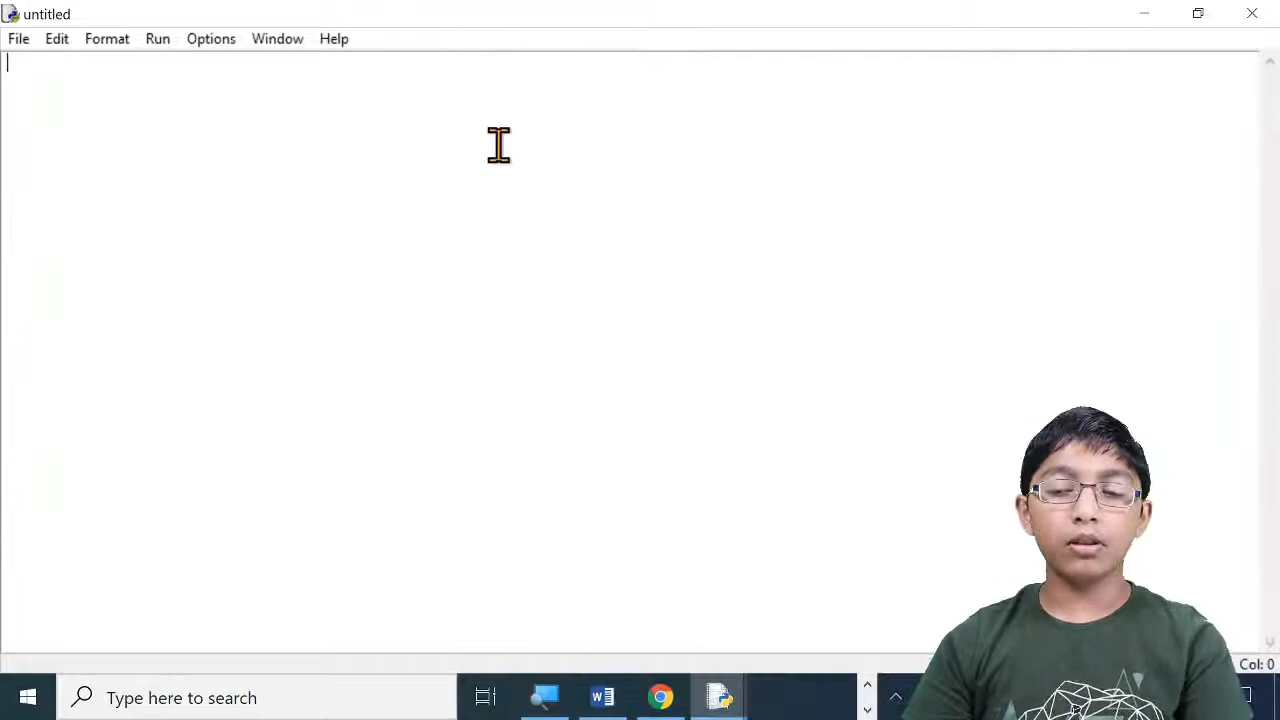 untitled
File Edit Format Run Options Window Help
Col: 0
Type here to search